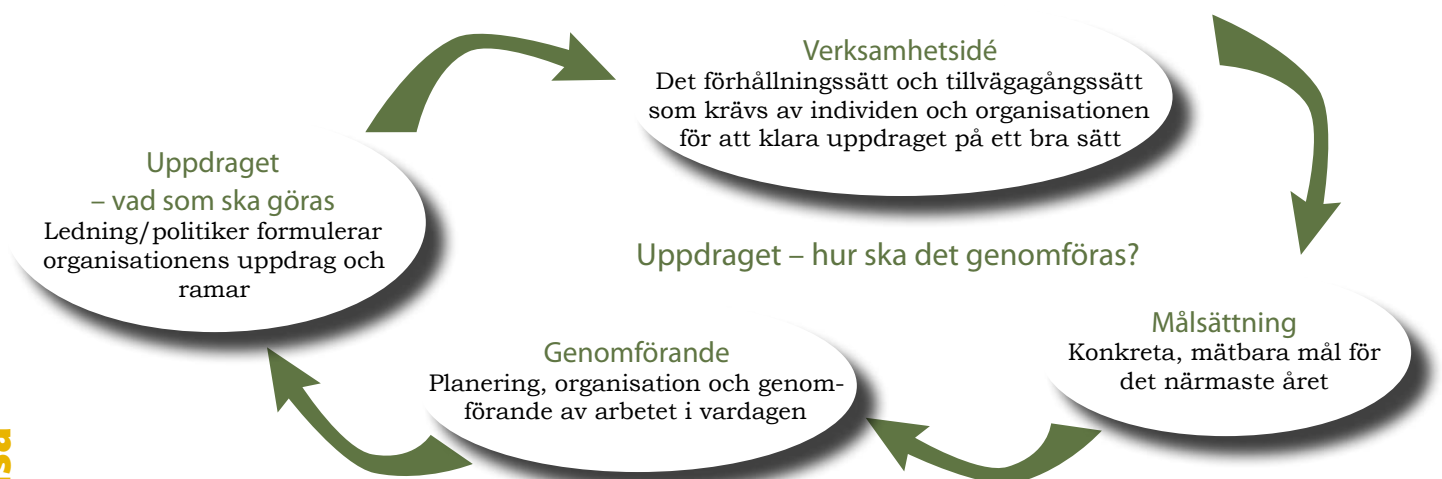 Verksamhetsidé
Det förhållningssätt och tillvägagångssätt
som krävs av individen och organisationen
för att klara uppdraget på ett bra sätt
Uppdraget
– vad som ska göras
Ledning/politiker formulerar
organisationens uppdrag och
ramar
Uppdraget – hur ska det genomföras?
Målsättning
Konkreta, mätbara mål för
det närmaste året
Genomförande
Planering, organisation och genom-
förande av arbetet i vardagen